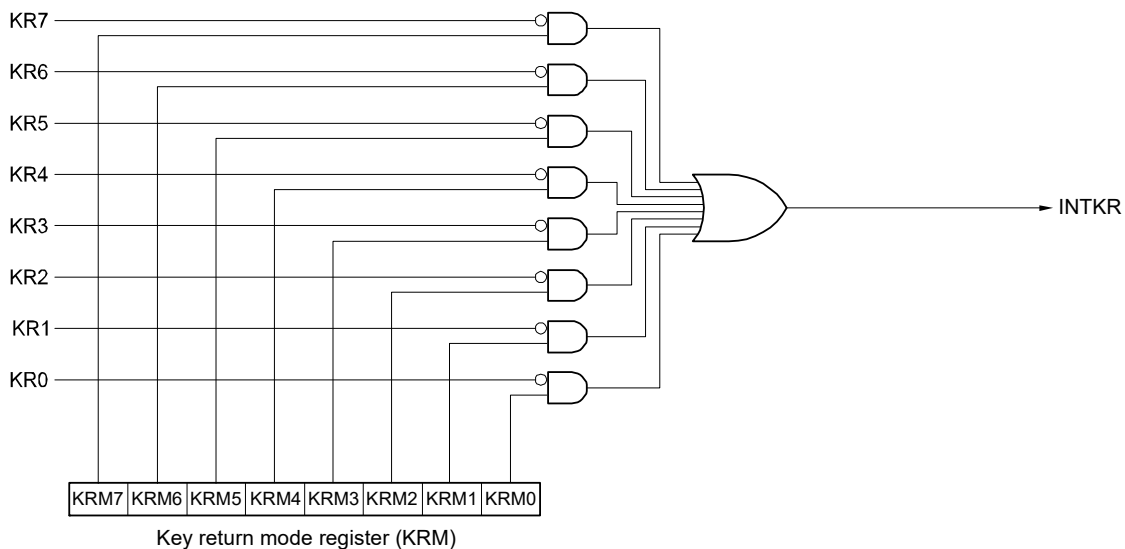 KR7
KR6
KR5
KR4
KR3
KR2
KR1
KR0
INTKR
KRM7 KRM6 KRM5 KRM4 KRM3 KRM2 KRM1 KRM0
Key return mode register (KRM)